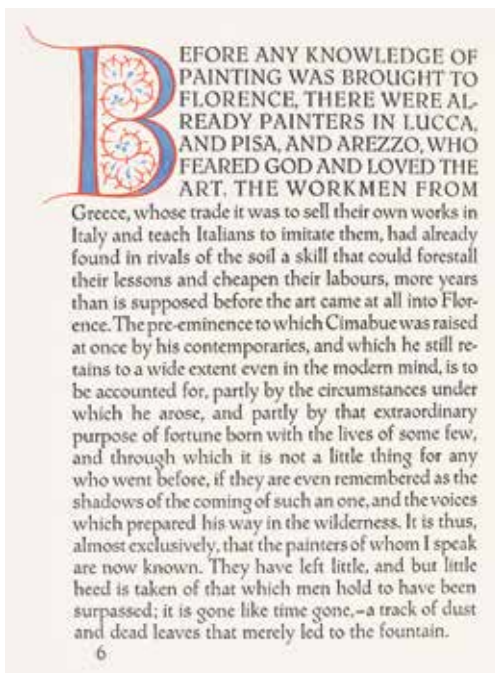 BEFORE ANY KNOWLEDGE OF
PAINTING WAS BROUGHT TO
FLORENCE, THERE WERE AL-
READY PAINTERS IN LUCCA,
AND PISA, AND AREZZO, WHO
FEARED GOD AND LOVED THE
ART. THE WORKMEN FROM
Greece, whose trade it was to sell their own works in
Italy and teach Italians to imitate them, had already
found in rivals of the soil a skill that could forestall
their lessons and cheapen their labours, more years
than is supposed before the art came at all into Flor-
ence. The pre-eminence to which Cimabue was raised
at once by his contemporaries, and which he still re-
tains to a wide extent even in the modern mind, is to
be accounted for, partly by the circumstances under
which he arose, and partly by that extraordinary
purpose of fortune born with the lives of some few,
and through which it is not a little thing for any
who went before, if they are even remembered as the
shadows of the coming of such an one, and the voices
which prepared his way in the wilderness. It is thus,
almost exclusively, that the painters of whom I speak
are now known. They have left little, and but little
heed is taken of that which men hold to have been
surpassed; it is gone like time gone,–a track of dust
and dead leaves that merely led to the fountain.
6